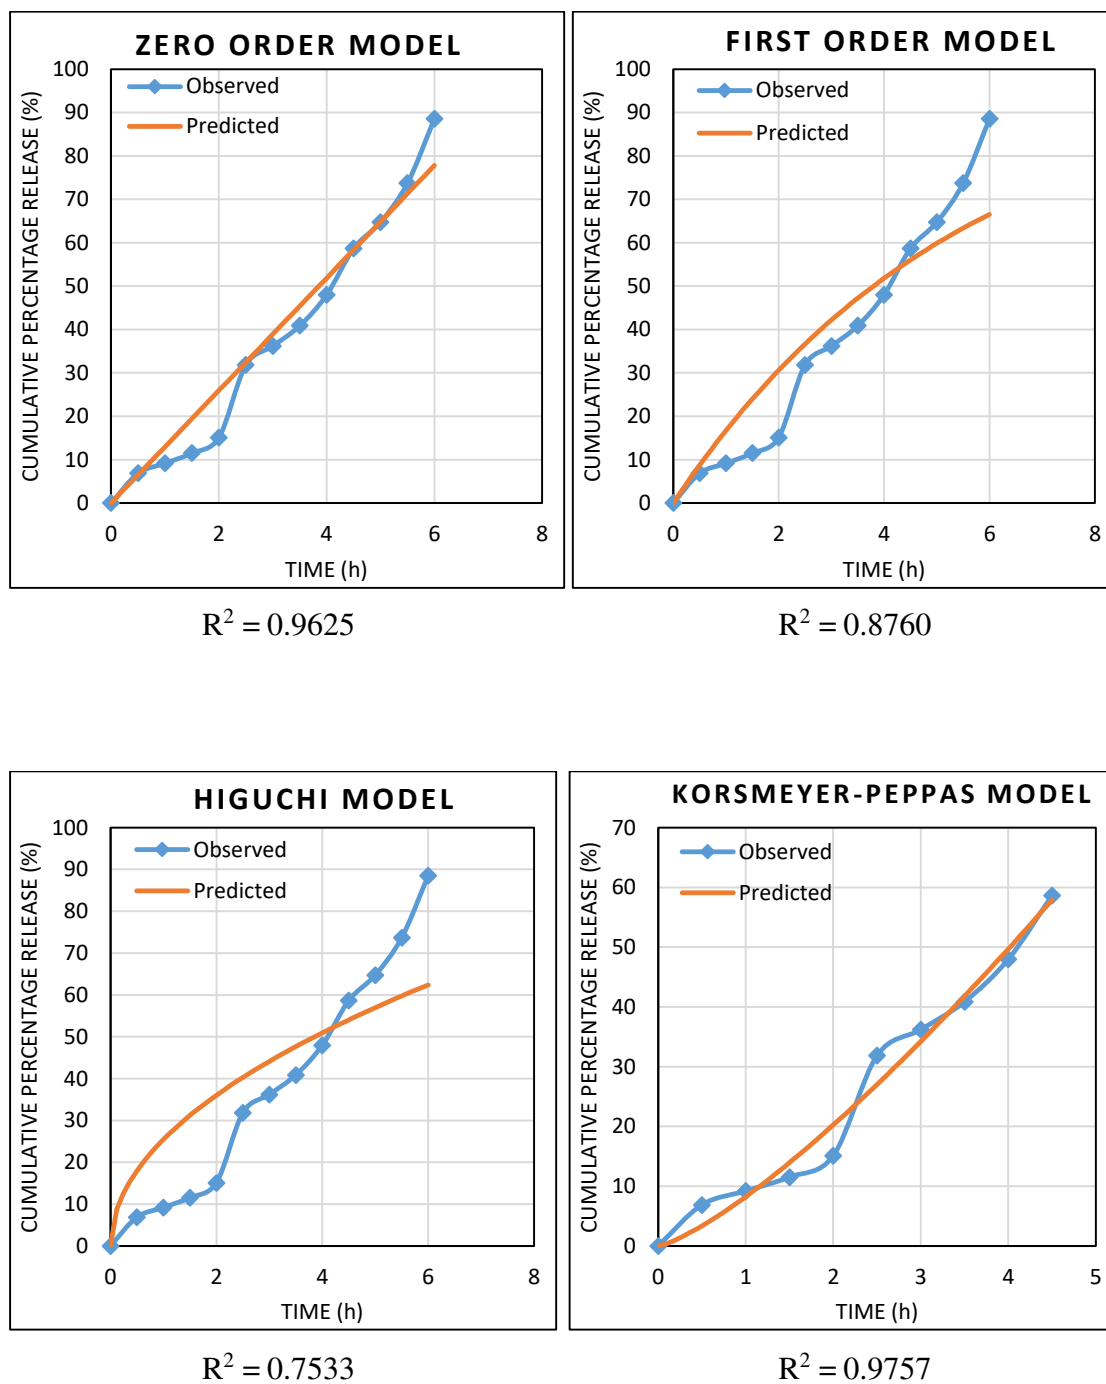 ZERO ORDER MODEL
CUMULATIVE PERCENTAGE RELEASE (%)
100
90
80
70
60
50
40
30
20
10
0
Observed
Predicted
0 2 4 6 8
TIME (h)
R² = 0.9625
FIRST ORDER MODEL
CUMULATIVE PERCENTAGE RELEASE (%)
100
90
80
70
60
50
40
30
20
10
0
Observed
Predicted
0 2 4 6 8
TIME (h)
R² = 0.8760
HIGUCHI MODEL
CUMULATIVE PERCENTAGE RELEASE (%)
100
90
80
70
60
50
40
30
20
10
0
Observed
Predicted
0 2 4 6 8
TIME (h)
R² = 0.7533
KORSMEYER-PEPPAS MODEL
CUMULATIVE PERCENTAGE RELEASE (%)
70
60
50
40
30
20
10
0
Observed
Predicted
0 1 2 3 4 5
TIME (h)
R² = 0.9757